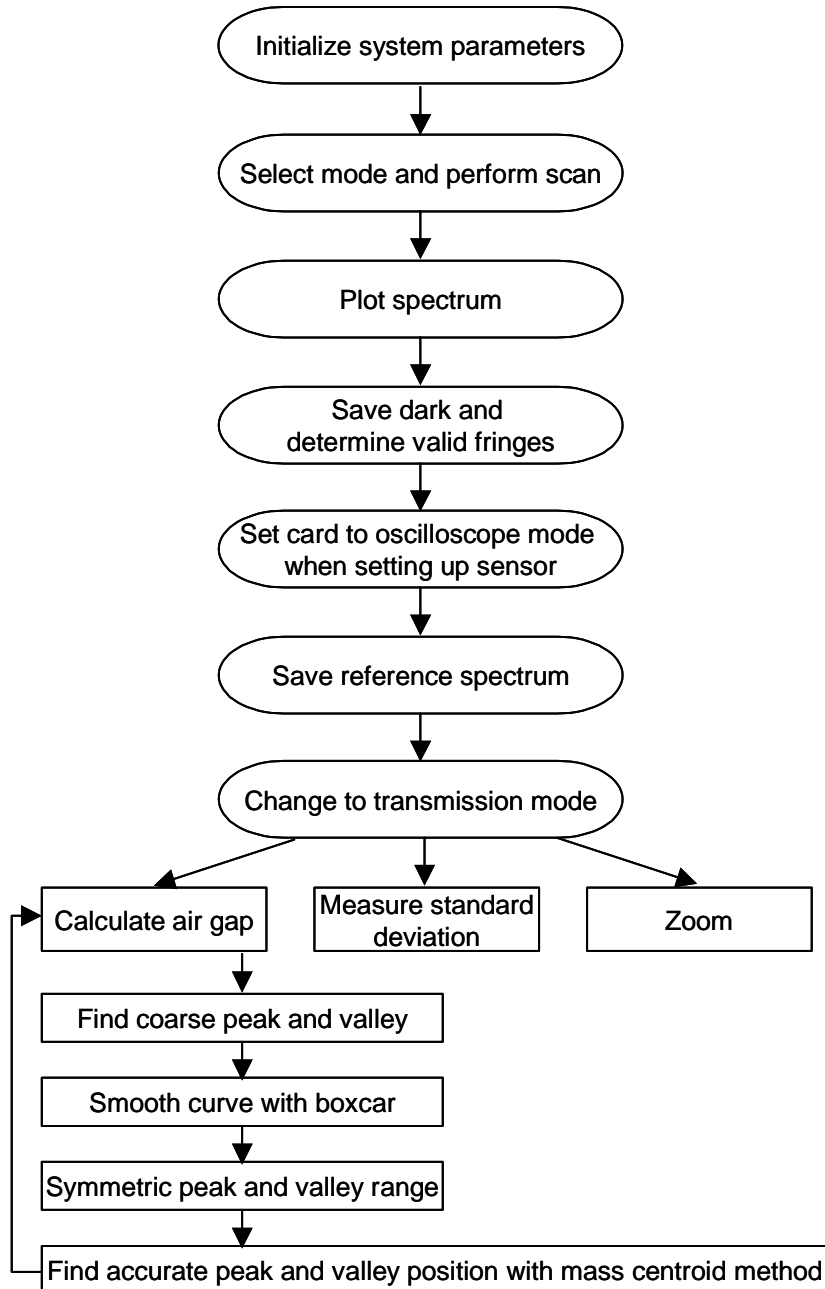 Initialize system parameters
Select mode and perform scan
Plot spectrum
Save dark and
determine valid fringes
Set card to oscilloscope mode
when setting up sensor
Save reference spectrum
Change to transmission mode
Calculate air gap
Measure standard
deviation
Zoom
Find coarse peak and valley
Smooth curve with boxcar
Symmetric peak and valley range
Find accurate peak and valley position with mass centroid method